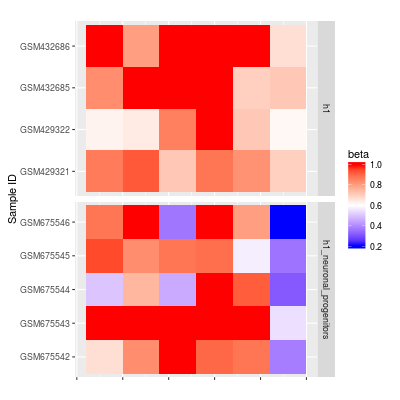 GSM432686
GSM432685
GSM429322
GSM429321
h1
GSM675546
GSM675545
GSM675544
GSM675543
GSM675542
h1_neuronal_progenitors
Sample ID
beta
1.0
0.8
0.6
0.4
0.2